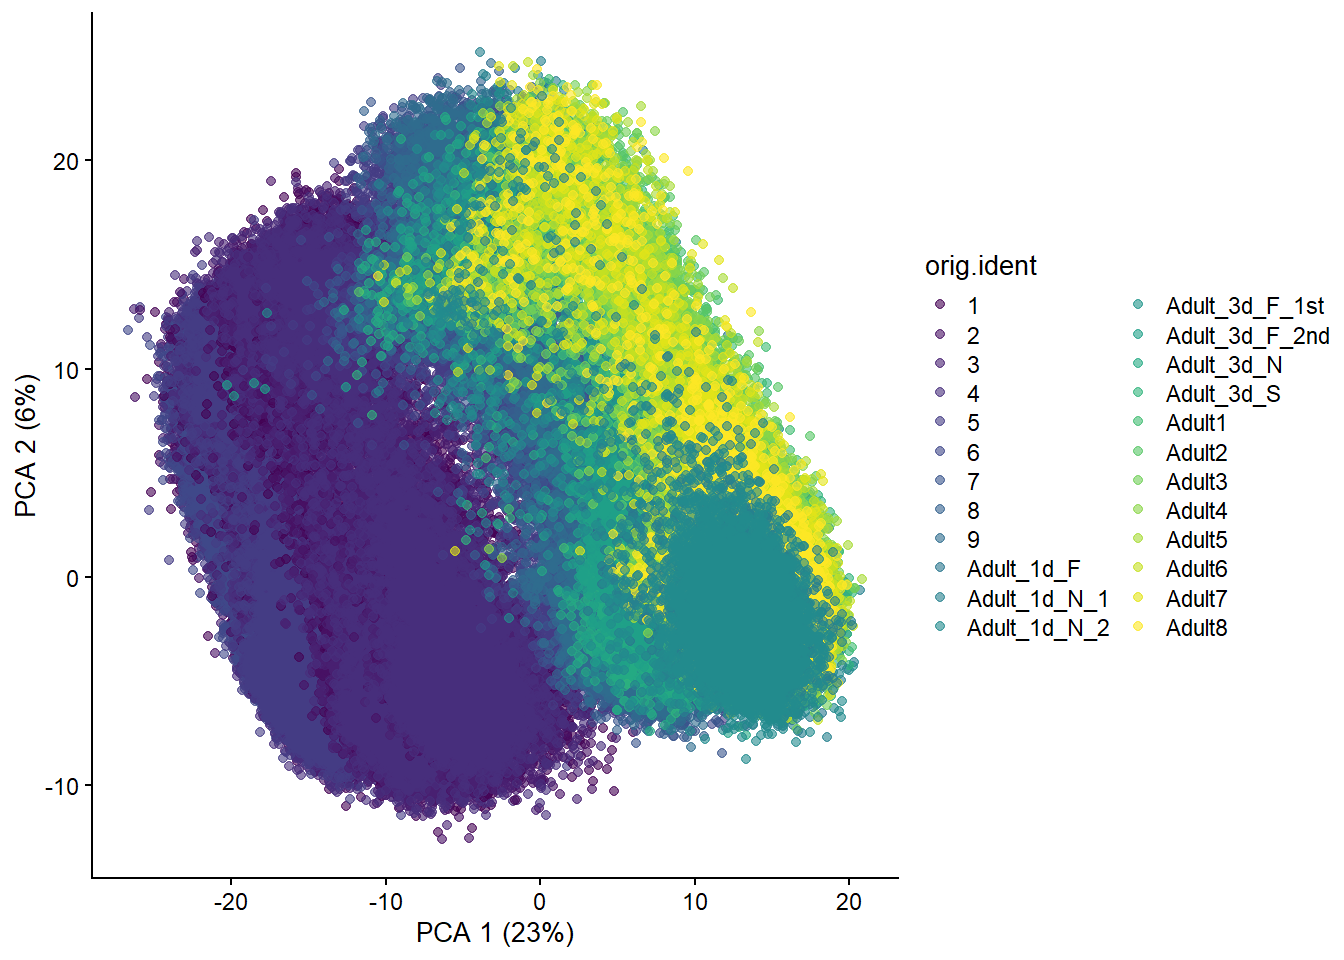 20
10
0
-10
PCA 2 (6%)
-20
-10
0
10
20
PCA 1 (23%)
orig.ident
1
2
3
4
5
6
7
8
9
Adult_1d_F
Adult_1d_N_1
Adult_1d_N_2
Adult_3d_F_1st
Adult_3d_F_2nd
Adult_3d_N
Adult_3d_S
Adult1
Adult2
Adult3
Adult4
Adult5
Adult6
Adult7
Adult8